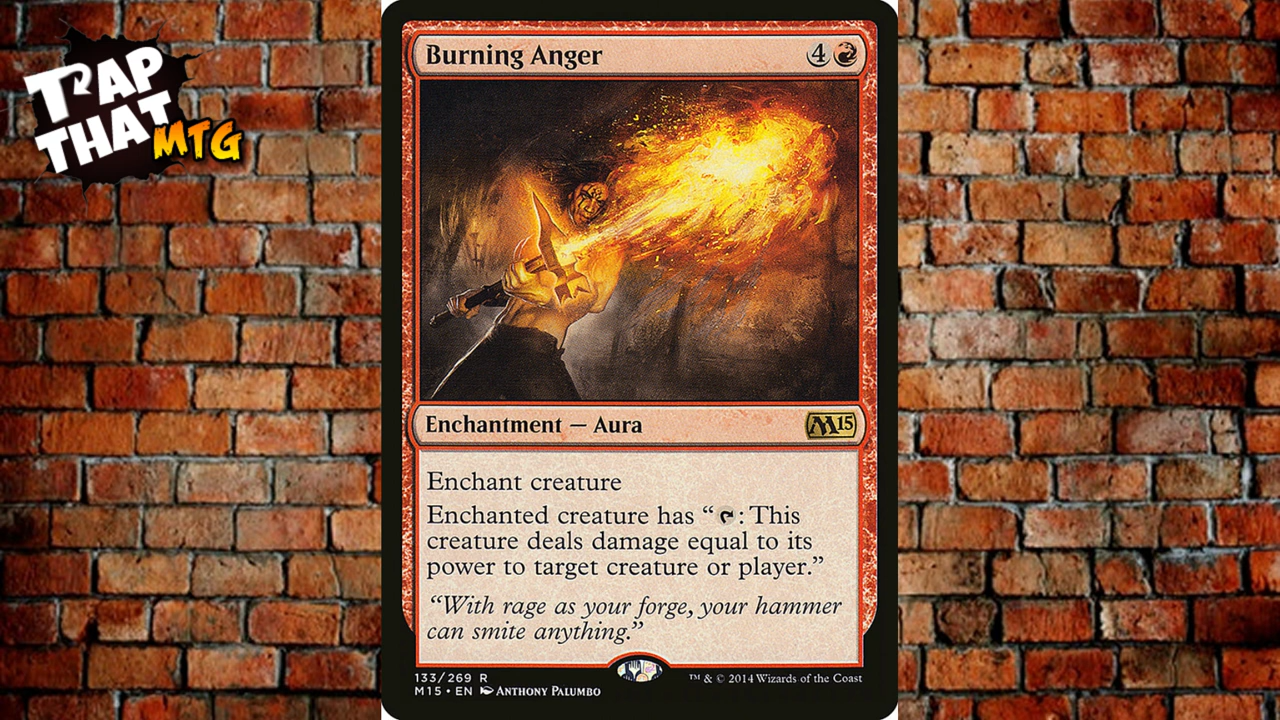 TAP
THAT
MTG
Burning Anger
4
Enchantment — Aura
M15
Enchant creature
Enchanted creature has “ : This
creature deals damage equal to its
power to target creature or player.”
“With rage as your forge, your hammer
can smite anything.”
133/269 R
M15 • EN ANTHONY PALUMBO
™ & © 2014 Wizards of the Coast